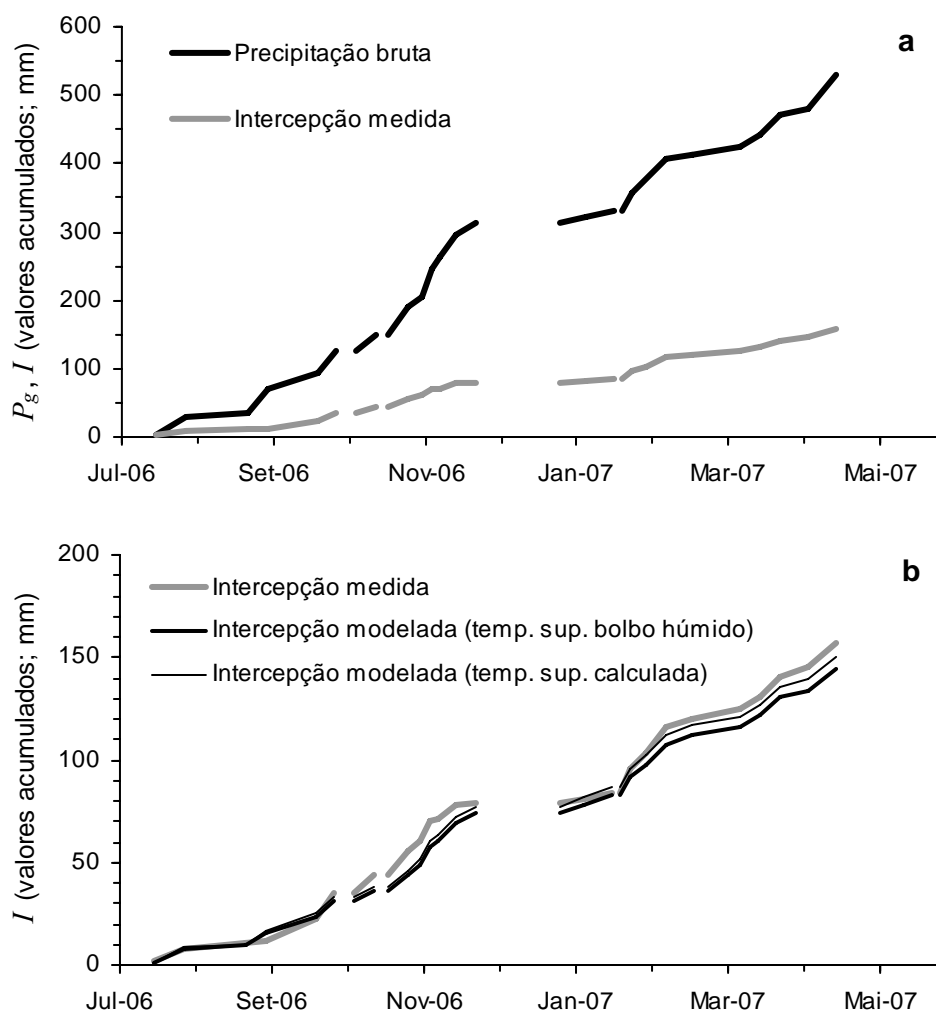 a
600
500
400
300
200
100
0
Precipitação bruta
Intercepção medida
Pg, I (valores acumulados; mm)
Jul-06 Set-06 Nov-06 Jan-07 Mar-07 Mai-07
b
200
150
100
50
0
Intercepção medida
Intercepção modelada (temp. sup. bolbo húmido)
Intercepção modelada (temp. sup. calculada)
I (valores acumulados; mm)
Jul-06 Set-06 Nov-06 Jan-07 Mar-07 Mai-07